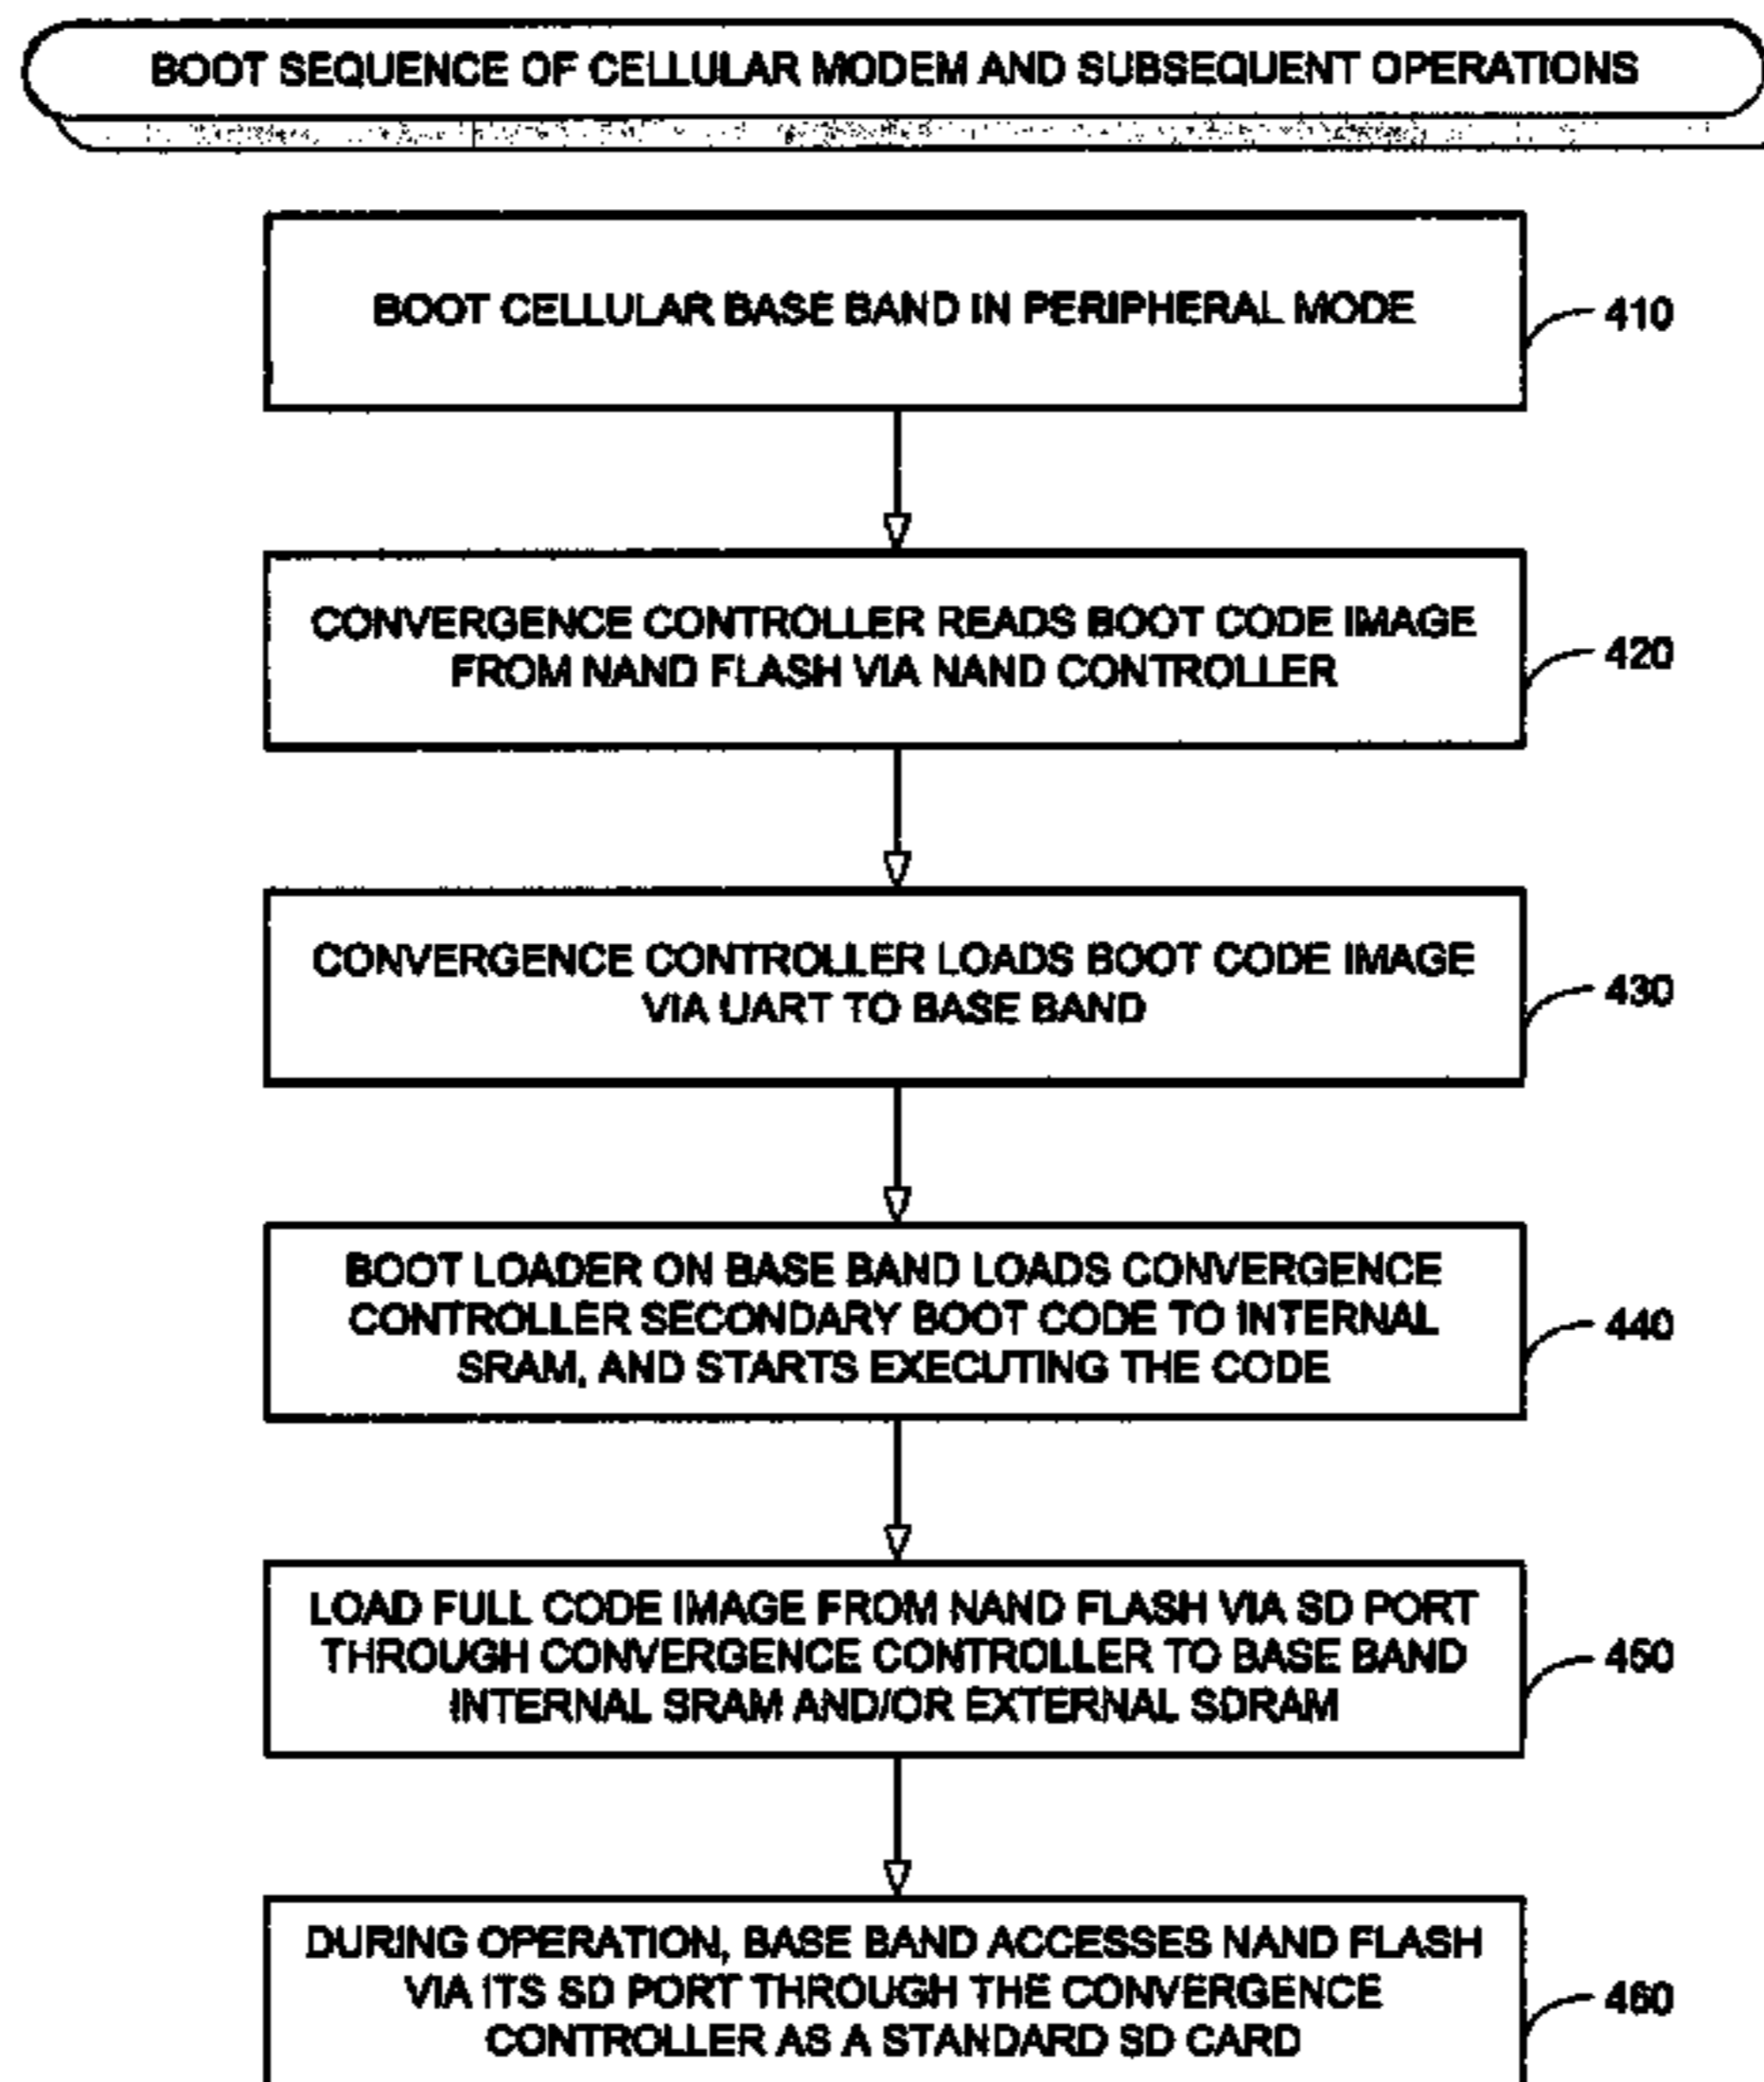 BOOT SEQUENCE OF CELLULAR MODEM AND SUBSEQUENT OPERATIONS
BOOT CELLULAR BASE BAND IN PERIPHERAL MODE
410
CONVERGENCE CONTROLLER READS BOOT CODE IMAGE
FROM NAND FLASH VIA NAND CONTROLLER
420
CONVERGENCE CONTROLLER LOADS BOOT CODE IMAGE
VIA UART TO BASE BAND
430
BOOT LOADER ON BASE BAND LOADS CONVERGENCE
CONTROLLER SECONDARY BOOT CODE TO INTERNAL
SRAM, AND STARTS EXECUTING THE CODE
440
LOAD FULL CODE IMAGE FROM NAND FLASH VIA SD PORT
THROUGH CONVERGENCE CONTROLLER TO BASE BAND
INTERNAL SRAM AND/OR EXTERNAL SDRAM
450
DURING OPERATION, BASE BAND ACCESSES NAND FLASH
VIA ITS SD PORT THROUGH THE CONVERGENCE
CONTROLLER AS A STANDARD SD CARD
460